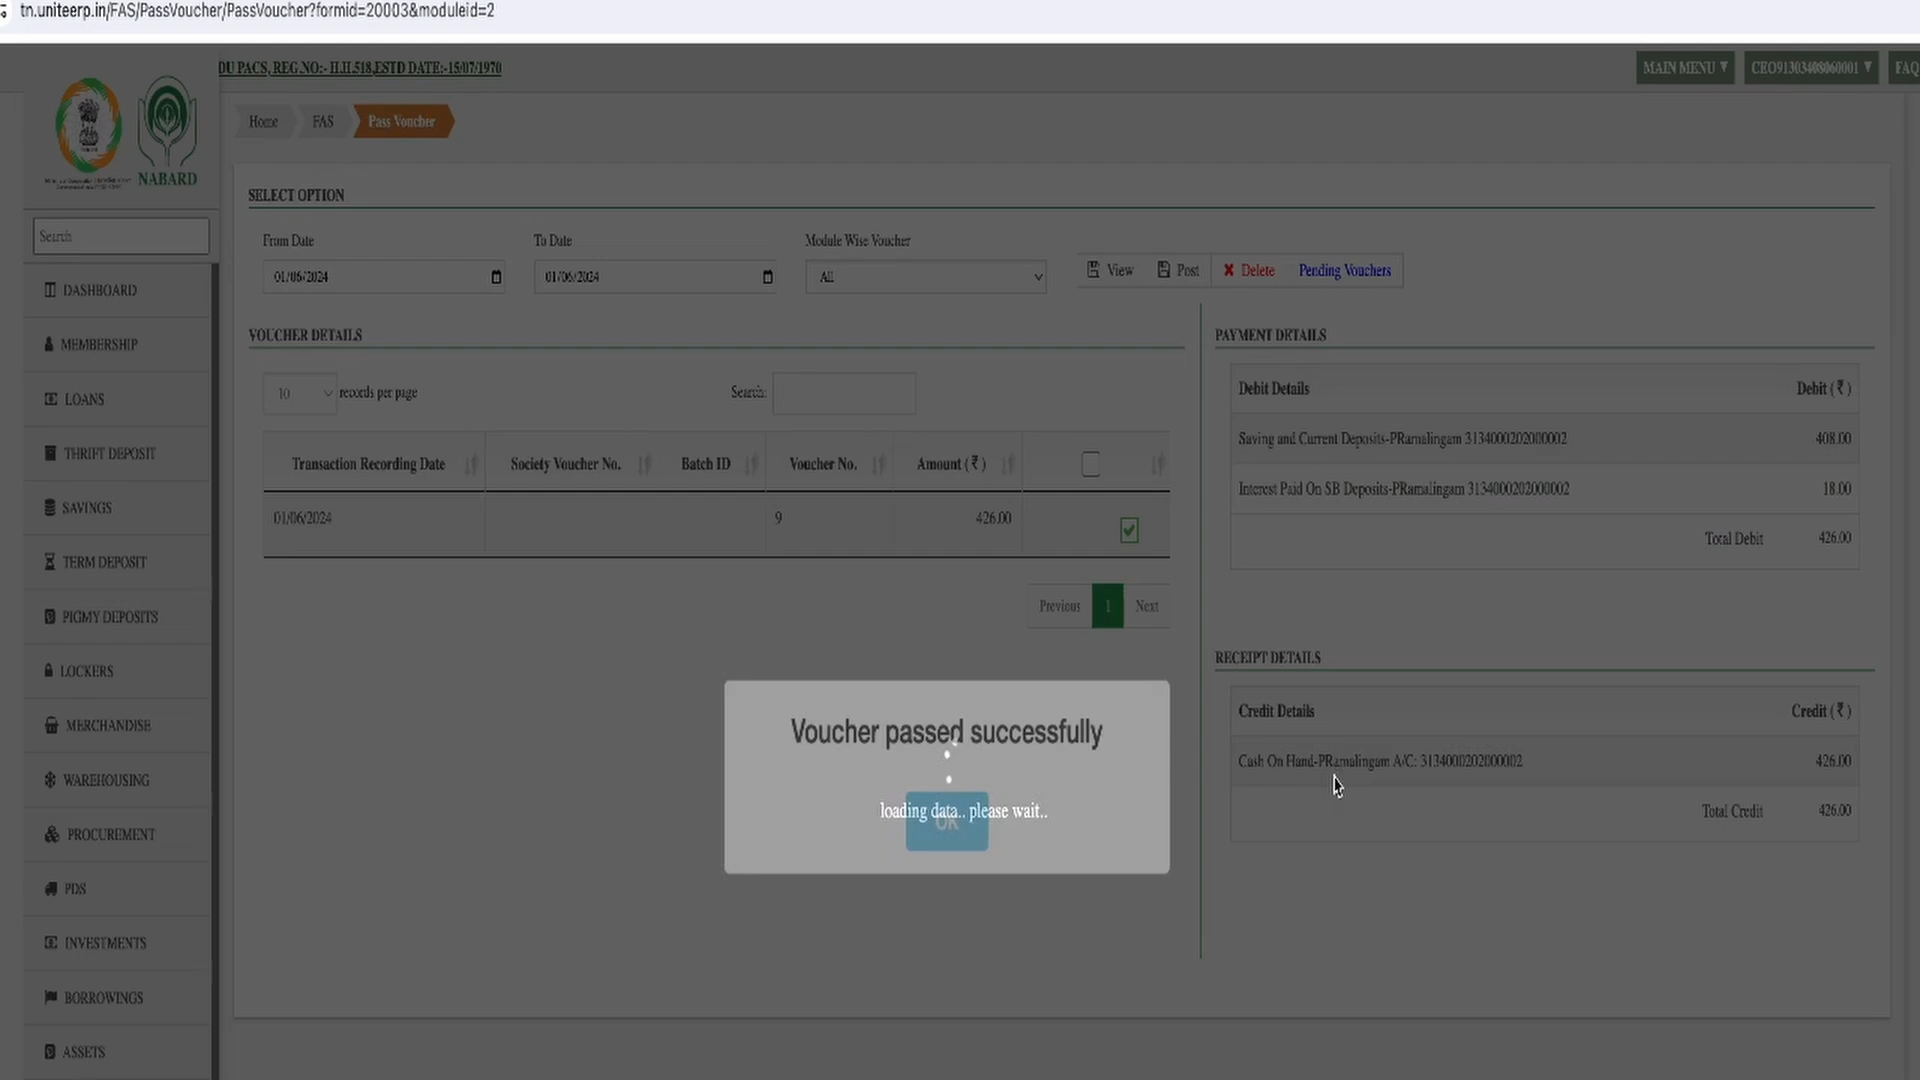 tn.uniteerp.in/FAS/PassVoucher/PassVoucher?formid=20003&moduleid=2
DU PACS, REG.NO:- H.H.518,ESTD DATE:-15/07/1970
MAIN MENU
CEO91303408060001
FAQ
NABARD
Home
FAS
Pass Voucher
Search
DASHBOARD
MEMBERSHIP
LOANS
THRIFT DEPOSIT
SAVINGS
TERM DEPOSIT
PIGMY DEPOSITS
LOCKERS
MERCHANDISE
WAREHOUSING
PROCUREMENT
PDS
INVESTMENTS
BORROWINGS
ASSETS
SELECT OPTION
From Date
To Date
Module Wise Voucher
01/06/2024
01/06/2024
All
View
Post
Delete
Pending Vouchers
VOUCHER DETAILS
10 records per page
Search:
Transaction Recording Date Society Voucher No. Batch ID Voucher No. Amount (₹)
01/06/2024 9 426.00
Previous 1 Next
PAYMENT DETAILS
Debit Details Debit (₹)
Saving and Current Deposits-PRamalingam 3134000202000002 408.00
Interest Paid On SB Deposits-PRamalingam 3134000202000002 18.00
Total Debit 426.00
RECEIPT DETAILS
Credit Details Credit (₹)
Cash On Hand-PRamalingam A/C: 3134000202000002 426.00
Total Credit 426.00
Voucher passed successfully
loading data.. please wait..
OK